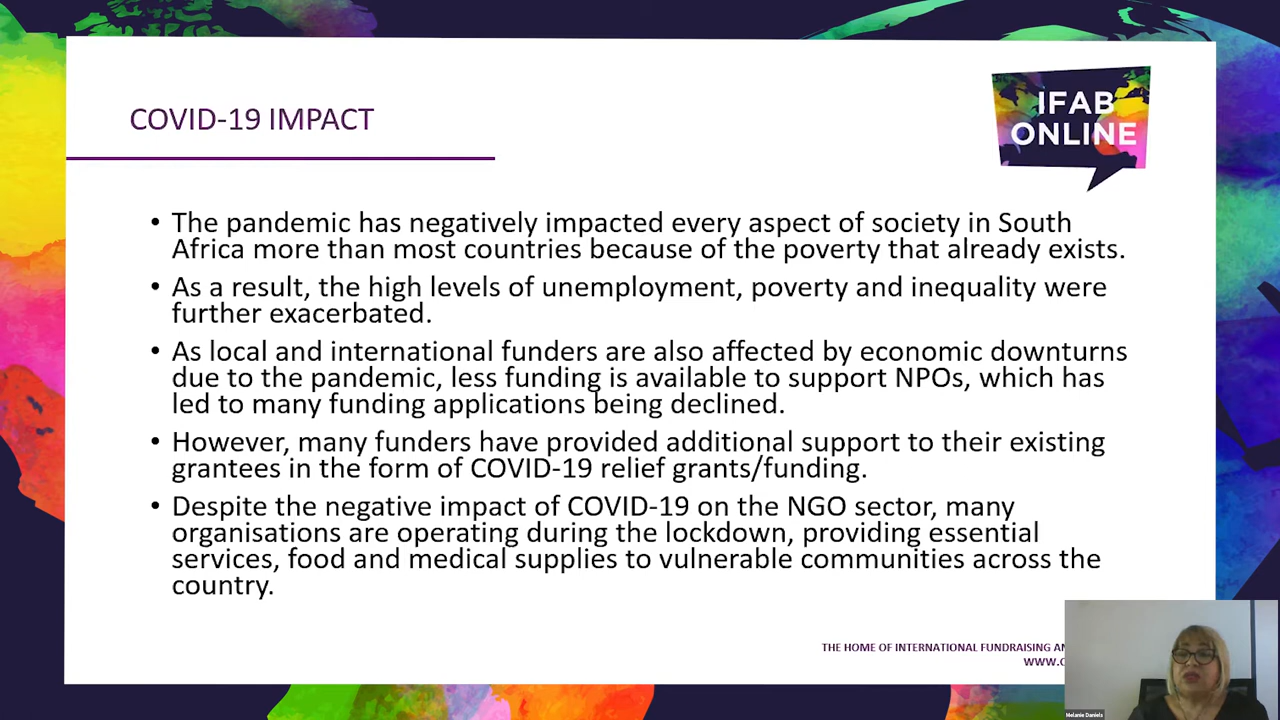 COVID-19 IMPACT
IFAB
ONLINE
• The pandemic has negatively impacted every aspect of society in South
Africa more than most countries because of the poverty that already exists.
• As a result, the high levels of unemployment, poverty and inequality were
further exacerbated.
• As local and international funders are also affected by economic downturns
due to the pandemic, less funding is available to support NPOs, which has
led to many funding applications being declined.
• However, many funders have provided additional support to their existing
grantees in the form of COVID-19 relief grants/funding.
• Despite the negative impact of COVID-19 on the NGO sector, many
organisations are operating during the lockdown, providing essential
services, food and medical supplies to vulnerable communities across the
country.
THE HOME OF INTERNATIONAL FUNDRAISING
WWW.
Melanie Daniels